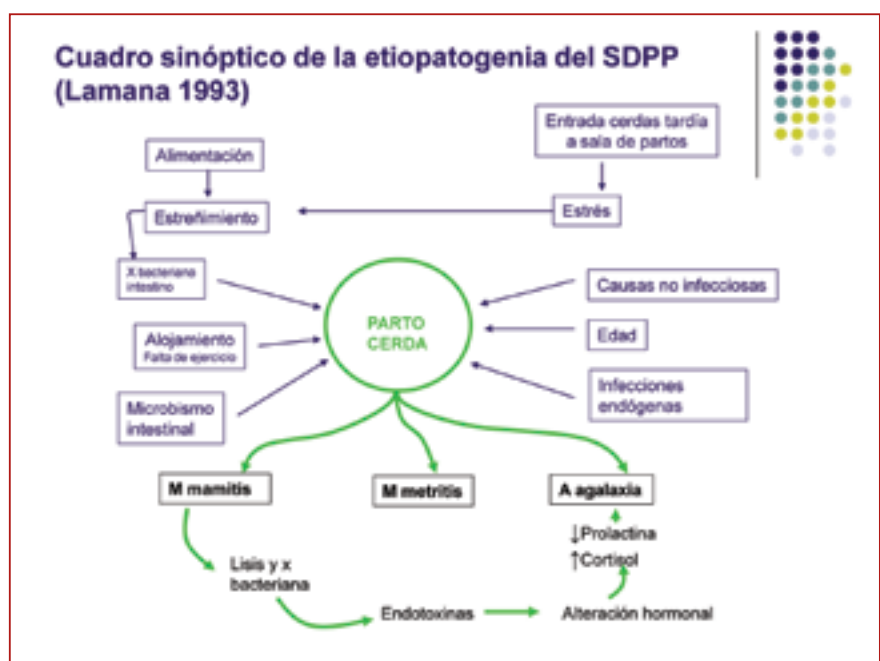 Cuadro sinóptico de la etiopatogenia del SDPP
(Lamana 1993)
Entrada cerdas tardía
a sala de partos
Alimentación
Estreñimiento
Estrés
X bacteriana
intestino
Causas no infecciosas
PARTO
CERDA
Alojamiento
Falta de ejercicio
Edad
Microbismo
intestinal
Infecciones
endógenas
M mamitis
M metritis
A agalaxia
↓Prolactina
↑Cortisol
Lisis y x
bacteriana
Endotoxinas
Alteración hormonal